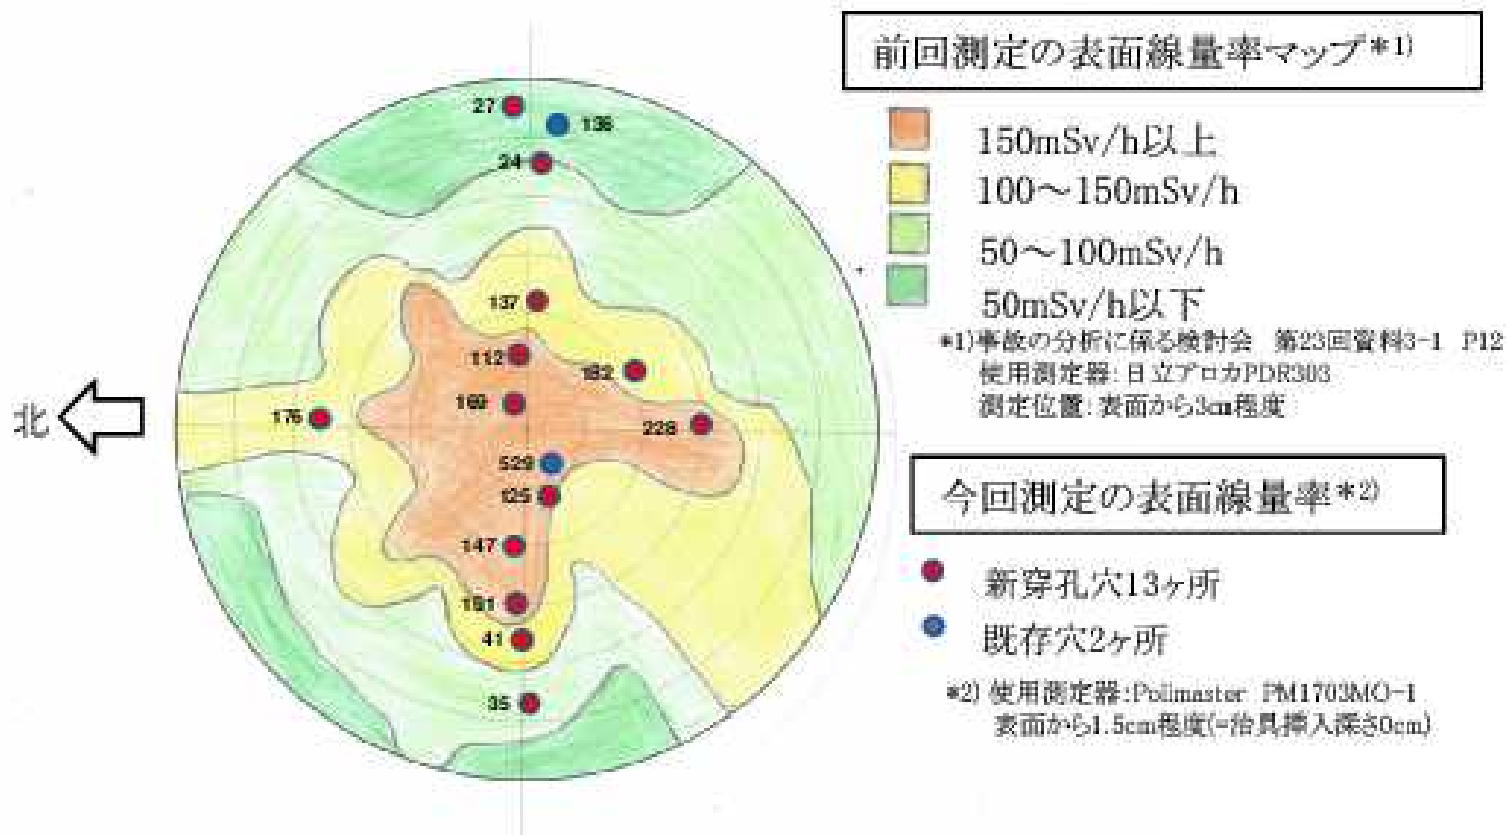 前回測定の表面線量率マップ*1)
150mSv/h以上
100～150mSv/h
50～100mSv/h
50mSv/h以下
*1)事故の分析に係る検討会 第23回資料3-1 P12
使用測定器:日立アロカPDR303
測定位置:表面から3cm程度
今回測定の表面線量率*2)
新穿孔穴13ヶ所
既存穴2ヶ所
*2) 使用測定器:Polimaster PM1703MO-1
表面から1.5cm程度(=治具挿入深さ0cm)
北
27
136
24
137
112
182
169
176
228
529
125
147
191
41
35